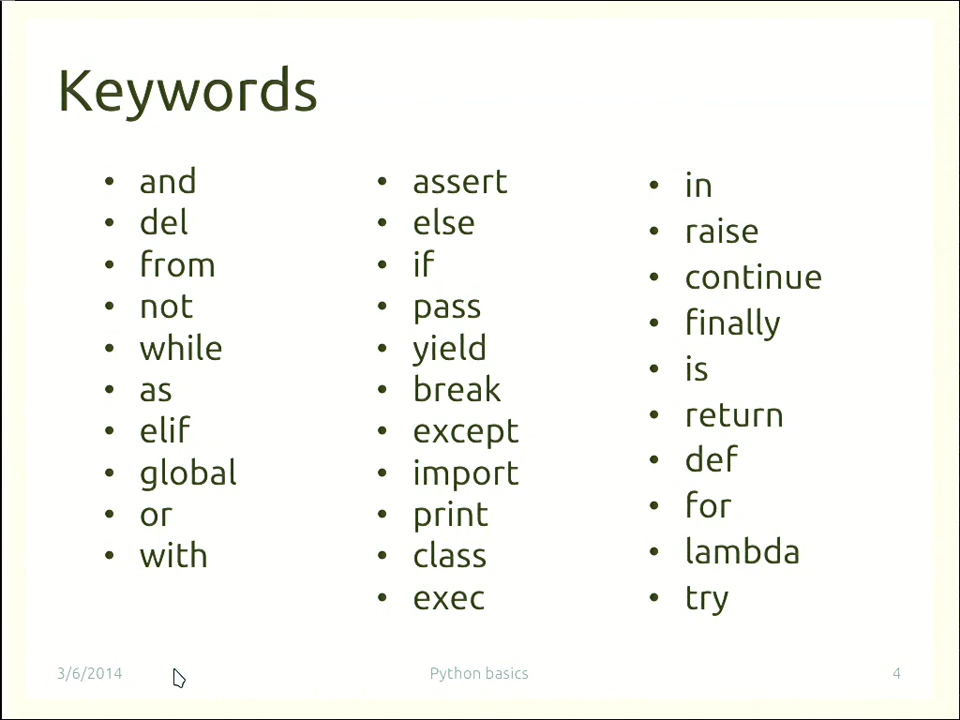 Keywords
• and
• del
• from
• not
• while
• as
• elif
• global
• or
• with
• assert
• else
• if
• pass
• yield
• break
• except
• import
• print
• class
• exec
• in
• raise
• continue
• finally
• is
• return
• def
• for
• lambda
• try
3/6/2014
Python basics
4